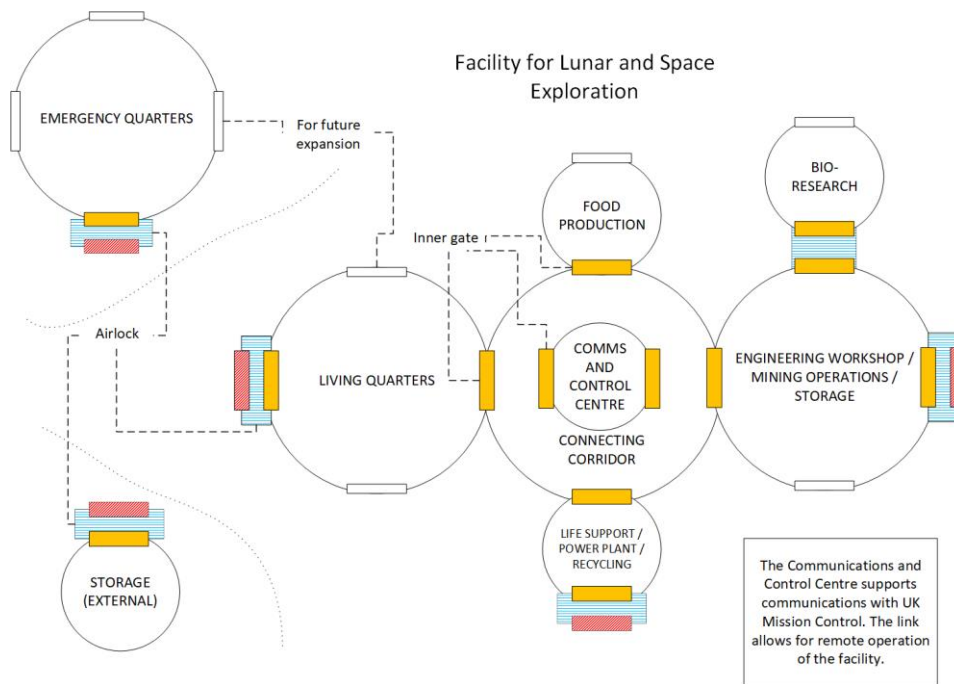 Facility for Lunar and Space
Exploration
EMERGENCY QUARTERS
For future
expansion
BIO-
RESEARCH
FOOD
PRODUCTION
Inner gate
Airlock
LIVING QUARTERS
COMMS
AND
CONTROL
CENTRE
ENGINEERING WORKSHOP /
MINING OPERATIONS /
STORAGE
CONNECTING
CORRIDOR
LIFE SUPPORT /
POWER PLANT /
RECYCLING
STORAGE
(EXTERNAL)
The Communications and
Control Centre supports
communications with UK
Mission Control. The link
allows for remote operation
of the facility.